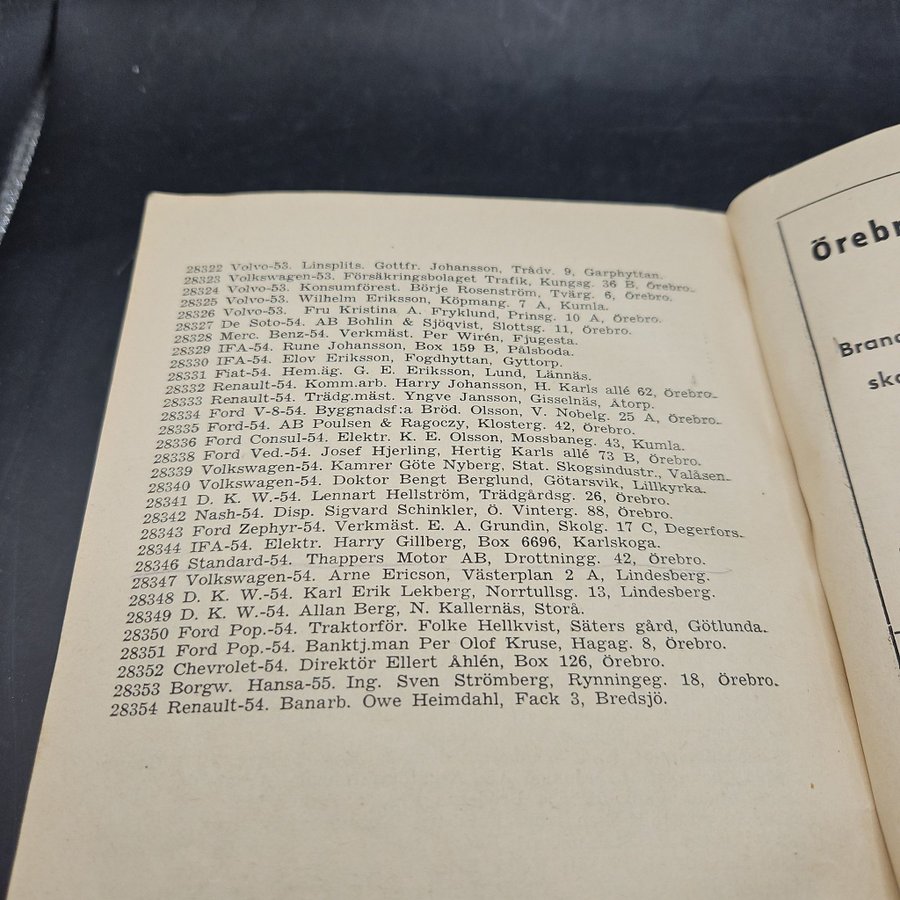 28322 Volvo-53. Linsplits. Gottfr. Johansson, Trådv. 9, Garphyttan.
28323 Volkswagen-53. Försäkringsbolaget Trafik, Kungsg. 36 B, Örebro.
28324 Volvo-53. Konsumförest. Börje Rosenström, Tvärg. 6, Örebro.
28325 Volvo-53. Wilhelm Eriksson, Köpmang. 7 A, Kumla.
28326 Volvo-53. Fru Kristina A. Fryklund, Prinsg. 10 A, Örebro.
28327 De Soto-54. AB Bohlin & Sjöqvist, Slottsg. 11, Örebro.
28328 Merc. Benz-54. Verkmäst. Per Wirén, Fjugesta.
28329 IFA-54. Rune Johansson, Box 159 B, Pålsboda.
28330 IFA-54. Elov Eriksson, Fogdhyttan, Gyttorp.
28331 Fiat-54. Hem.äg. G. E. Eriksson, Lund, Lännäs.
28332 Renault-54. Komm.arb. Harry Johansson, H. Karls allé 62, Örebro.
28333 Renault-54. Trädg.mäst. Yngve Jansson, Gisselnäs, Åtorp.
28334 Ford V-8-54. Byggnadsf:a Bröd. Olsson, V. Nobelg. 25 A, Örebro.
28335 Ford-54. AB Poulsen & Ragoczy, Klosterg. 42, Örebro.
28336 Ford Consul-54. Elektr. K. E. Olsson, Mossbaneg. 43, Kumla.
28338 Ford Ved.-54. Josef Hjerling, Hertig Karls allé 73 B, Örebro.
28339 Volkswagen-54. Kamrer Göte Nyberg, Stat. Skogsindustr., Valåsen.
28340 Volkswagen-54. Doktor Bengt Berglund, Götarsvik, Lillkyrka.
28341 D. K. W.-54. Lennart Hellström, Trädgårdsg. 26, Örebro.
28342 Nash-54. Disp. Sigvard Schinkler, Ö. Vinterg. 88, Örebro.
28343 Ford Zephyr-54. Verkmäst. E. A. Grundin, Skolg. 17 C, Degerfors.
28344 IFA-54. Elektr. Harry Gillberg, Box 6696, Karlskoga.
28346 Standard-54. Thappers Motor AB, Drottningg. 42, Örebro.
28347 Volkswagen-54. Arne Ericson, Västerplan 2 A, Lindesberg.
28348 D. K. W.-54. Karl Erik Lekberg, Norrtullsg. 13, Lindesberg.
28349 D. K. W.-54. Allan Berg, N. Kallernäs, Storå.
28350 Ford Pop.-54. Traktorför. Folke Hellkvist, Säters gård, Götlunda.
28351 Ford Pop.-54. Banktj.man Per Olof Kruse, Hagag. 8, Örebro.
28352 Chevrolet-54. Direktör Ellert Åhlén, Box 126, Örebro.
28353 Borgw. Hansa-55. Ing. Sven Strömberg, Rynningeg. 18, Örebro.
28354 Renault-54. Banarb. Owe Heimdahl, Fack 3, Bredsjö.
Örebr
Branc
ska